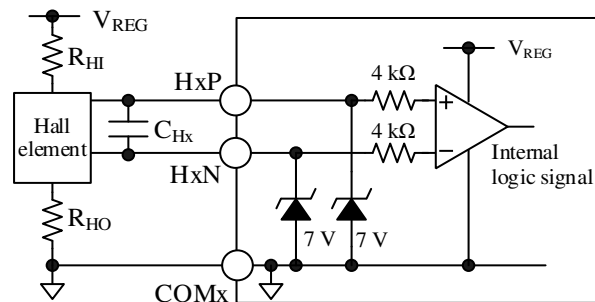 VREG
RHI
Hall
element
CHx
HxP
HxN
RHO
COMx
4 kΩ
4 kΩ
VREG
+
−
Internal
logic signal
7 V
7 V